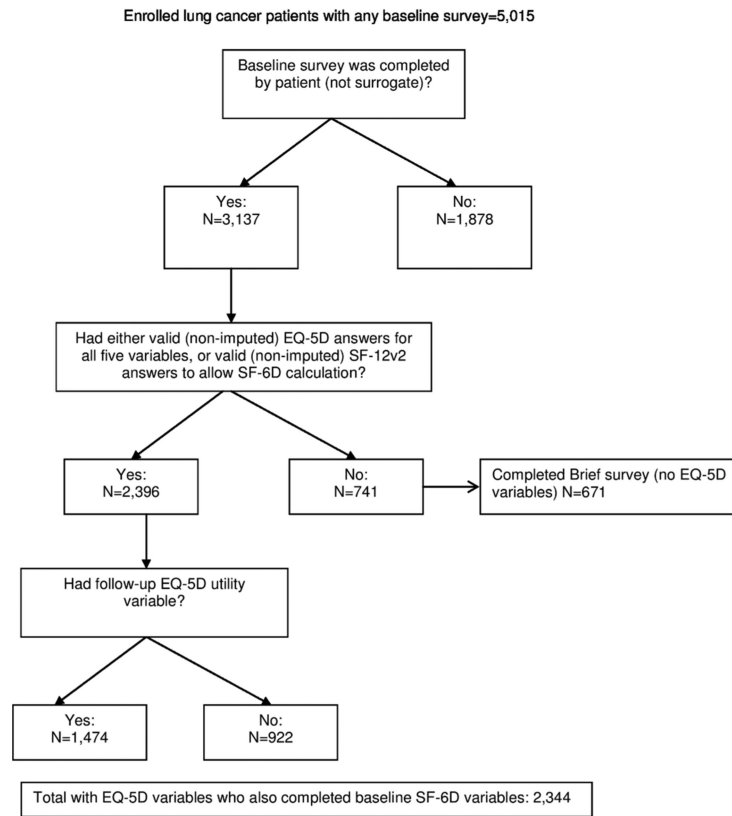 Enrolled lung cancer patients with any baseline survey=5,015
Baseline survey was completed
by patient (not surrogate)?
Yes:
N=3,137
No:
N=1,878
Had either valid (non-imputed) EQ-5D answers for
all five variables, or valid (non-imputed) SF-12v2
answers to allow SF-6D calculation?
Yes:
N=2,396
No:
N=741
Completed Brief survey (no EQ-5D
variables) N=671
Had follow-up EQ-5D utility
variable?
Yes:
N=1,474
No:
N=922
Total with EQ-5D variables who also completed baseline SF-6D variables: 2,344